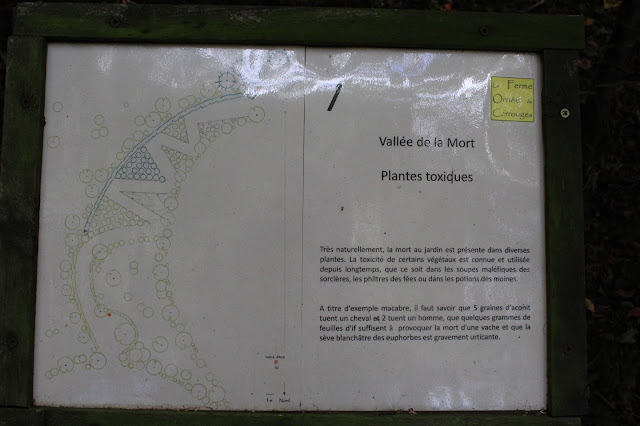 La Ferme
Ornée de
Carrouges
Vallée de la Mort
Plantes toxiques
Très naturellement, la mort au jardin est présente dans diverses
plantes. La toxicité de certains végétaux est connue et utilisée
depuis longtemps, que ce soit dans les soupes maléfiques des
sorcières, les philtres des fées ou dans les potions des moines.
A titre d'exemple macabre, il faut savoir que 5 graines d'aconit
tuent un cheval et 2 tuent un homme, que quelques grammes de
feuilles d'if suffisent à provoquer la mort d'une vache et que la
sève blanchâtre des euphorbes est gravement urticante.
Le Nord